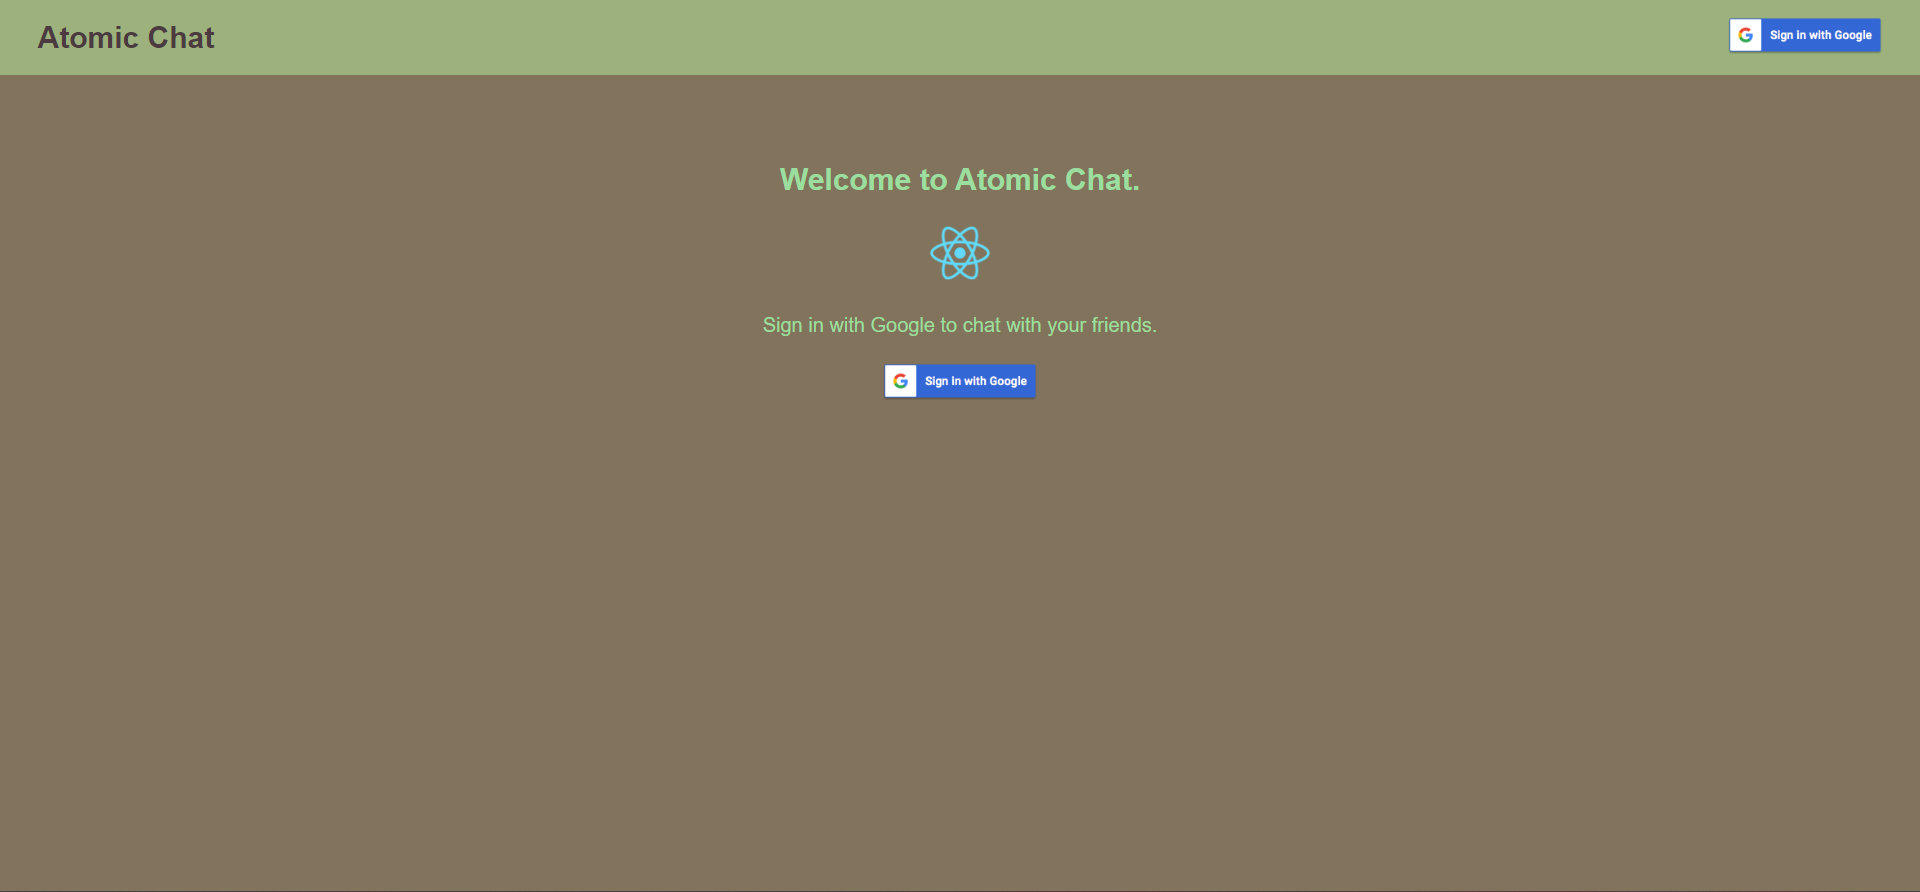 Atomic Chat
Sign in with Google
Welcome to Atomic Chat.
Sign in with Google to chat with your friends.
Sign in with Google